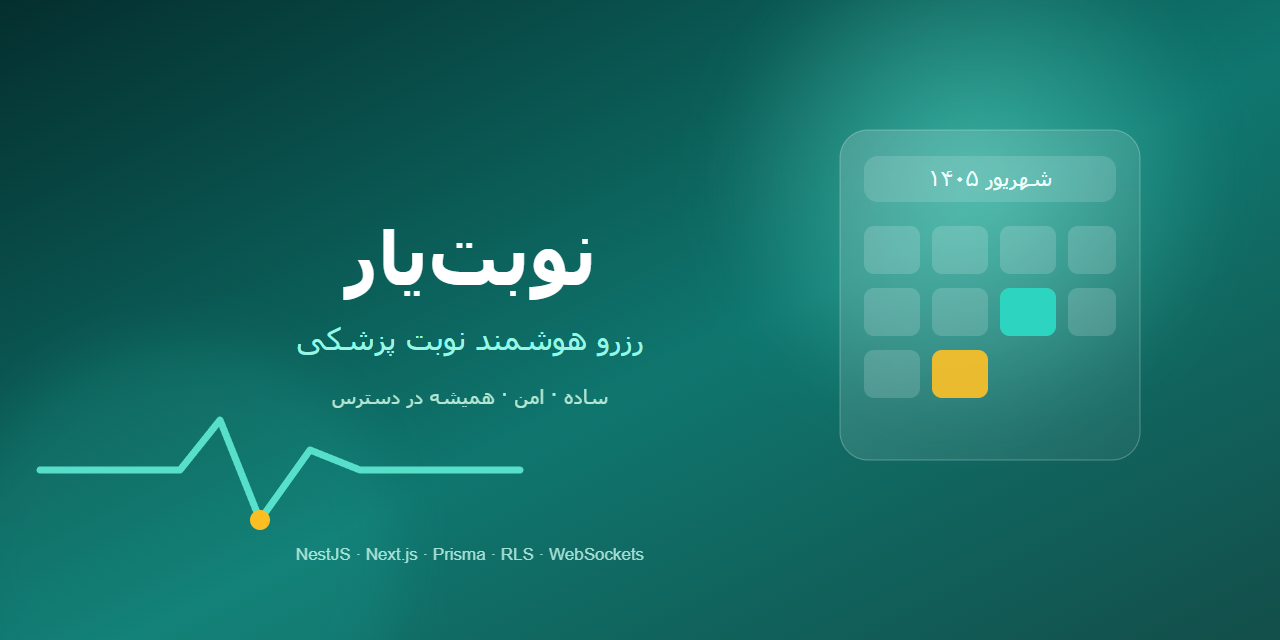 شهریور ۱۴۰۵
نوبت‌یار
رزرو هوشمند نوبت پزشکی
ساده · امن · همیشه در دسترس
NestJS · Next.js · Prisma · RLS · WebSockets